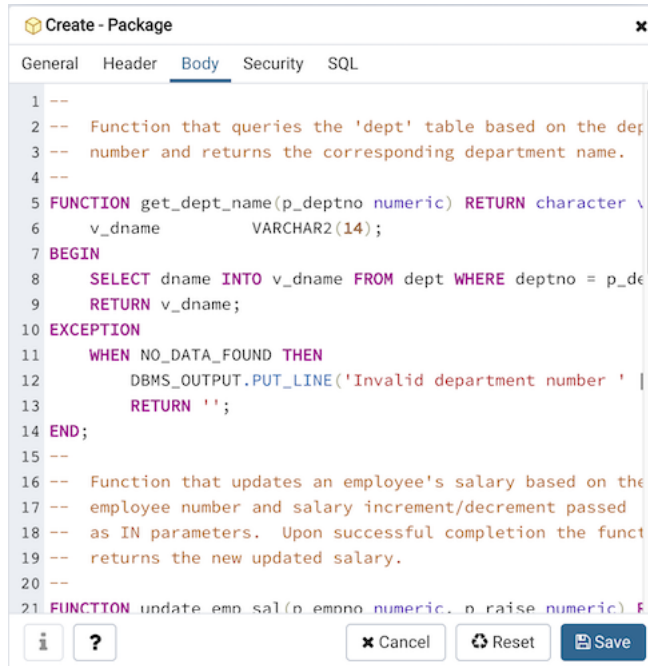 Create - Package
General Header Body Security SQL
1 --
2 -- Function that queries the 'dept' table based on the
3 -- number and returns the corresponding department name.
4 --
5 FUNCTION get_dept_name(p_deptno numeric) RETURN character
6 v_dname VARCHAR2(14);
7 BEGIN
8 SELECT dname INTO v_dname FROM dept WHERE deptno =
9 RETURN v_dname;
10 EXCEPTION
11 WHEN NO_DATA_FOUND THEN
12 DBMS_OUTPUT.PUT_LINE('Invalid department number ' |
13 RETURN '';
14 END;
15 --
16 -- Function that updates an employee's salary based on the
17 -- employee number and salary increment/decrement passed
18 -- as IN parameters. Upon successful completion the funct
19 -- returns the new updated salary.
20 --
21 FUNCTION update_emp_sal(p_empno numeric, p_raise numeric)
i ? Cancel Reset Save